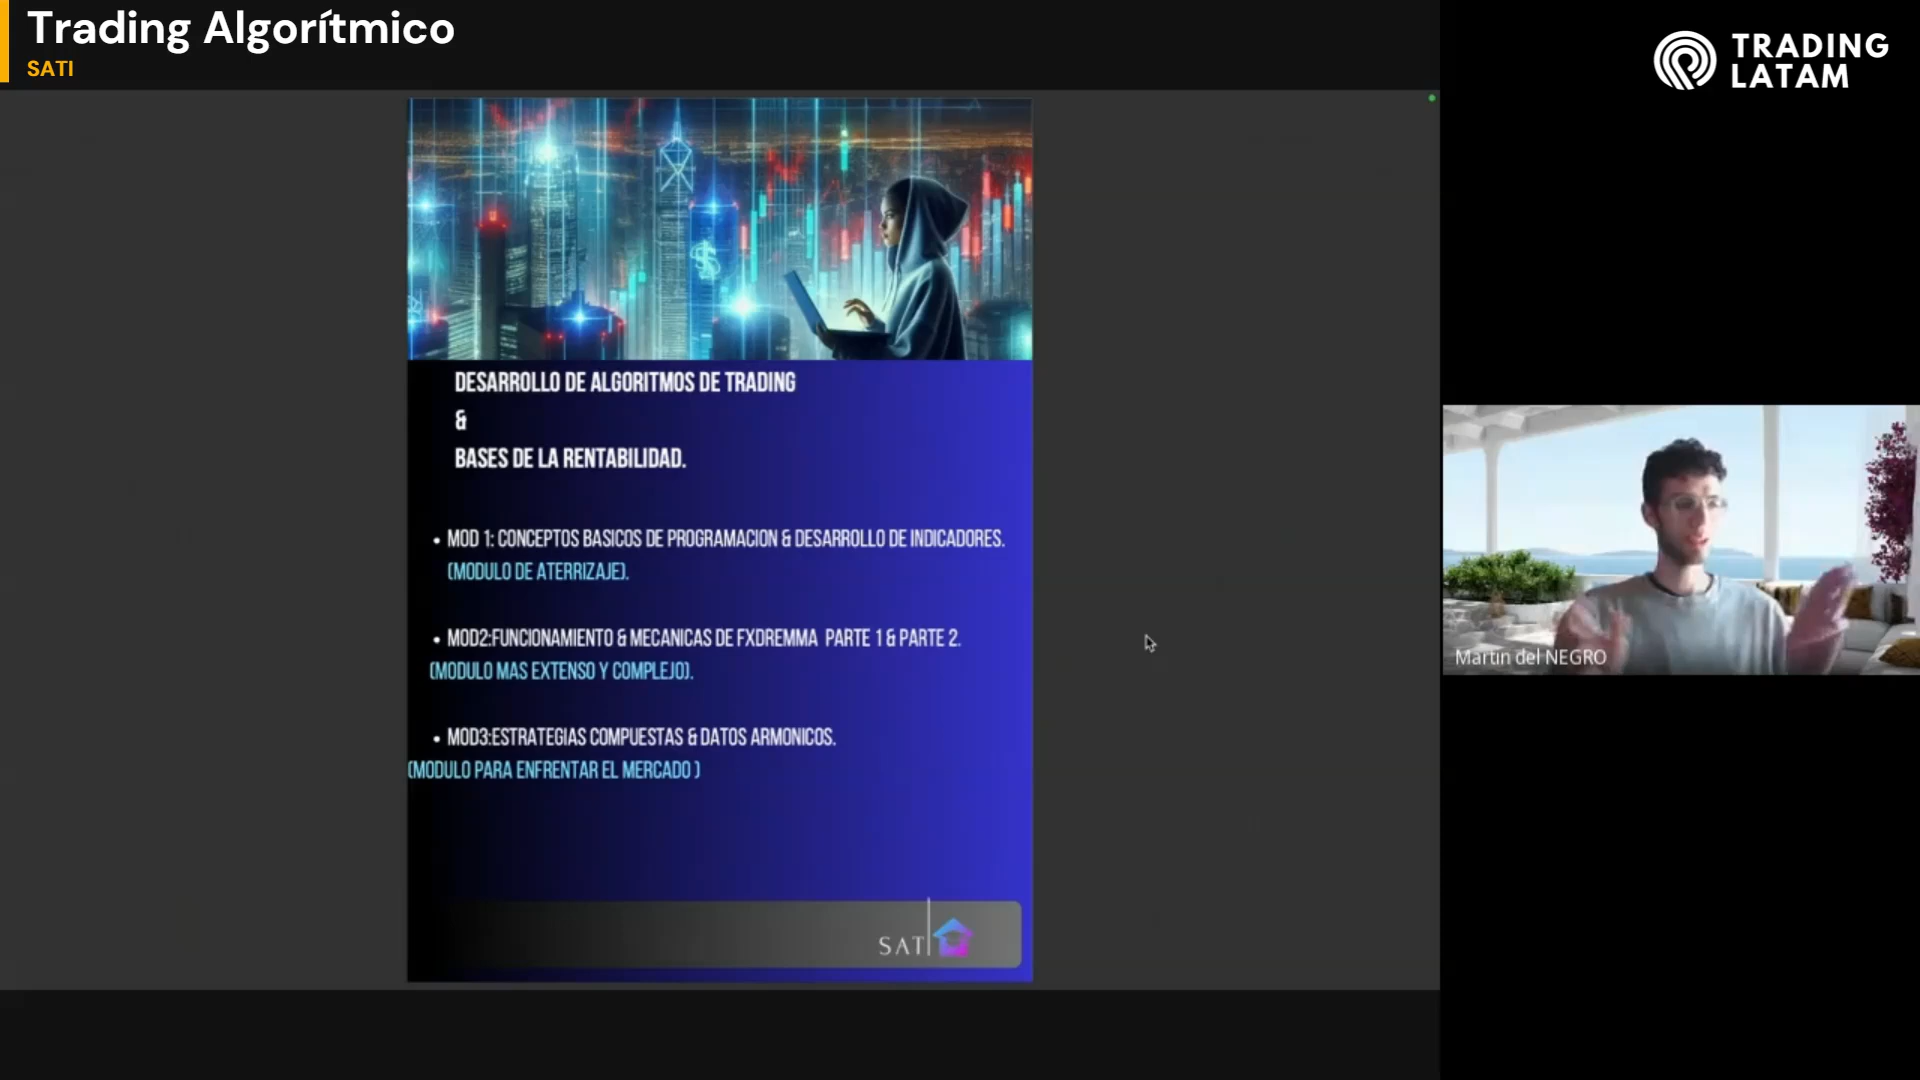 Trading Algorítmico
SATI
TRADING
LATAM
DESARROLLO DE ALGORITMOS DE TRADING
&
BASES DE LA RENTABILIDAD.
• MOD 1: CONCEPTOS BASICOS DE PROGRAMACION & DESARROLLO DE INDICADORES.
(MODULO DE ATERRIZAJE).
• MOD2:FUNCIONAMIENTO & MECANICAS DE FXDREMMA PARTE 1 & PARTE 2.
(MODULO MAS EXTENSO Y COMPLEJO).
• MOD3:ESTRATEGIAS COMPUESTAS & DATOS ARMONICOS.
(MODULO PARA ENFRENTAR EL MERCADO )
SATI
Martin del NEGRO